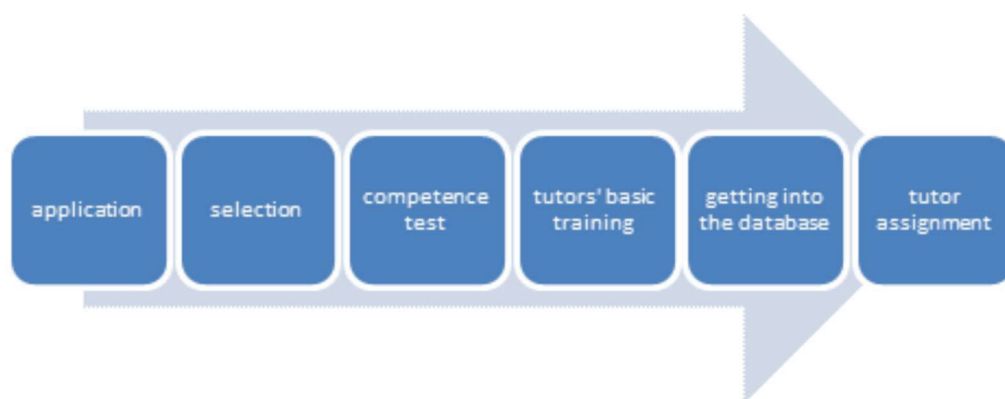 application
selection
competence
test
tutors' basic
training
getting into
the database
tutor
assignment